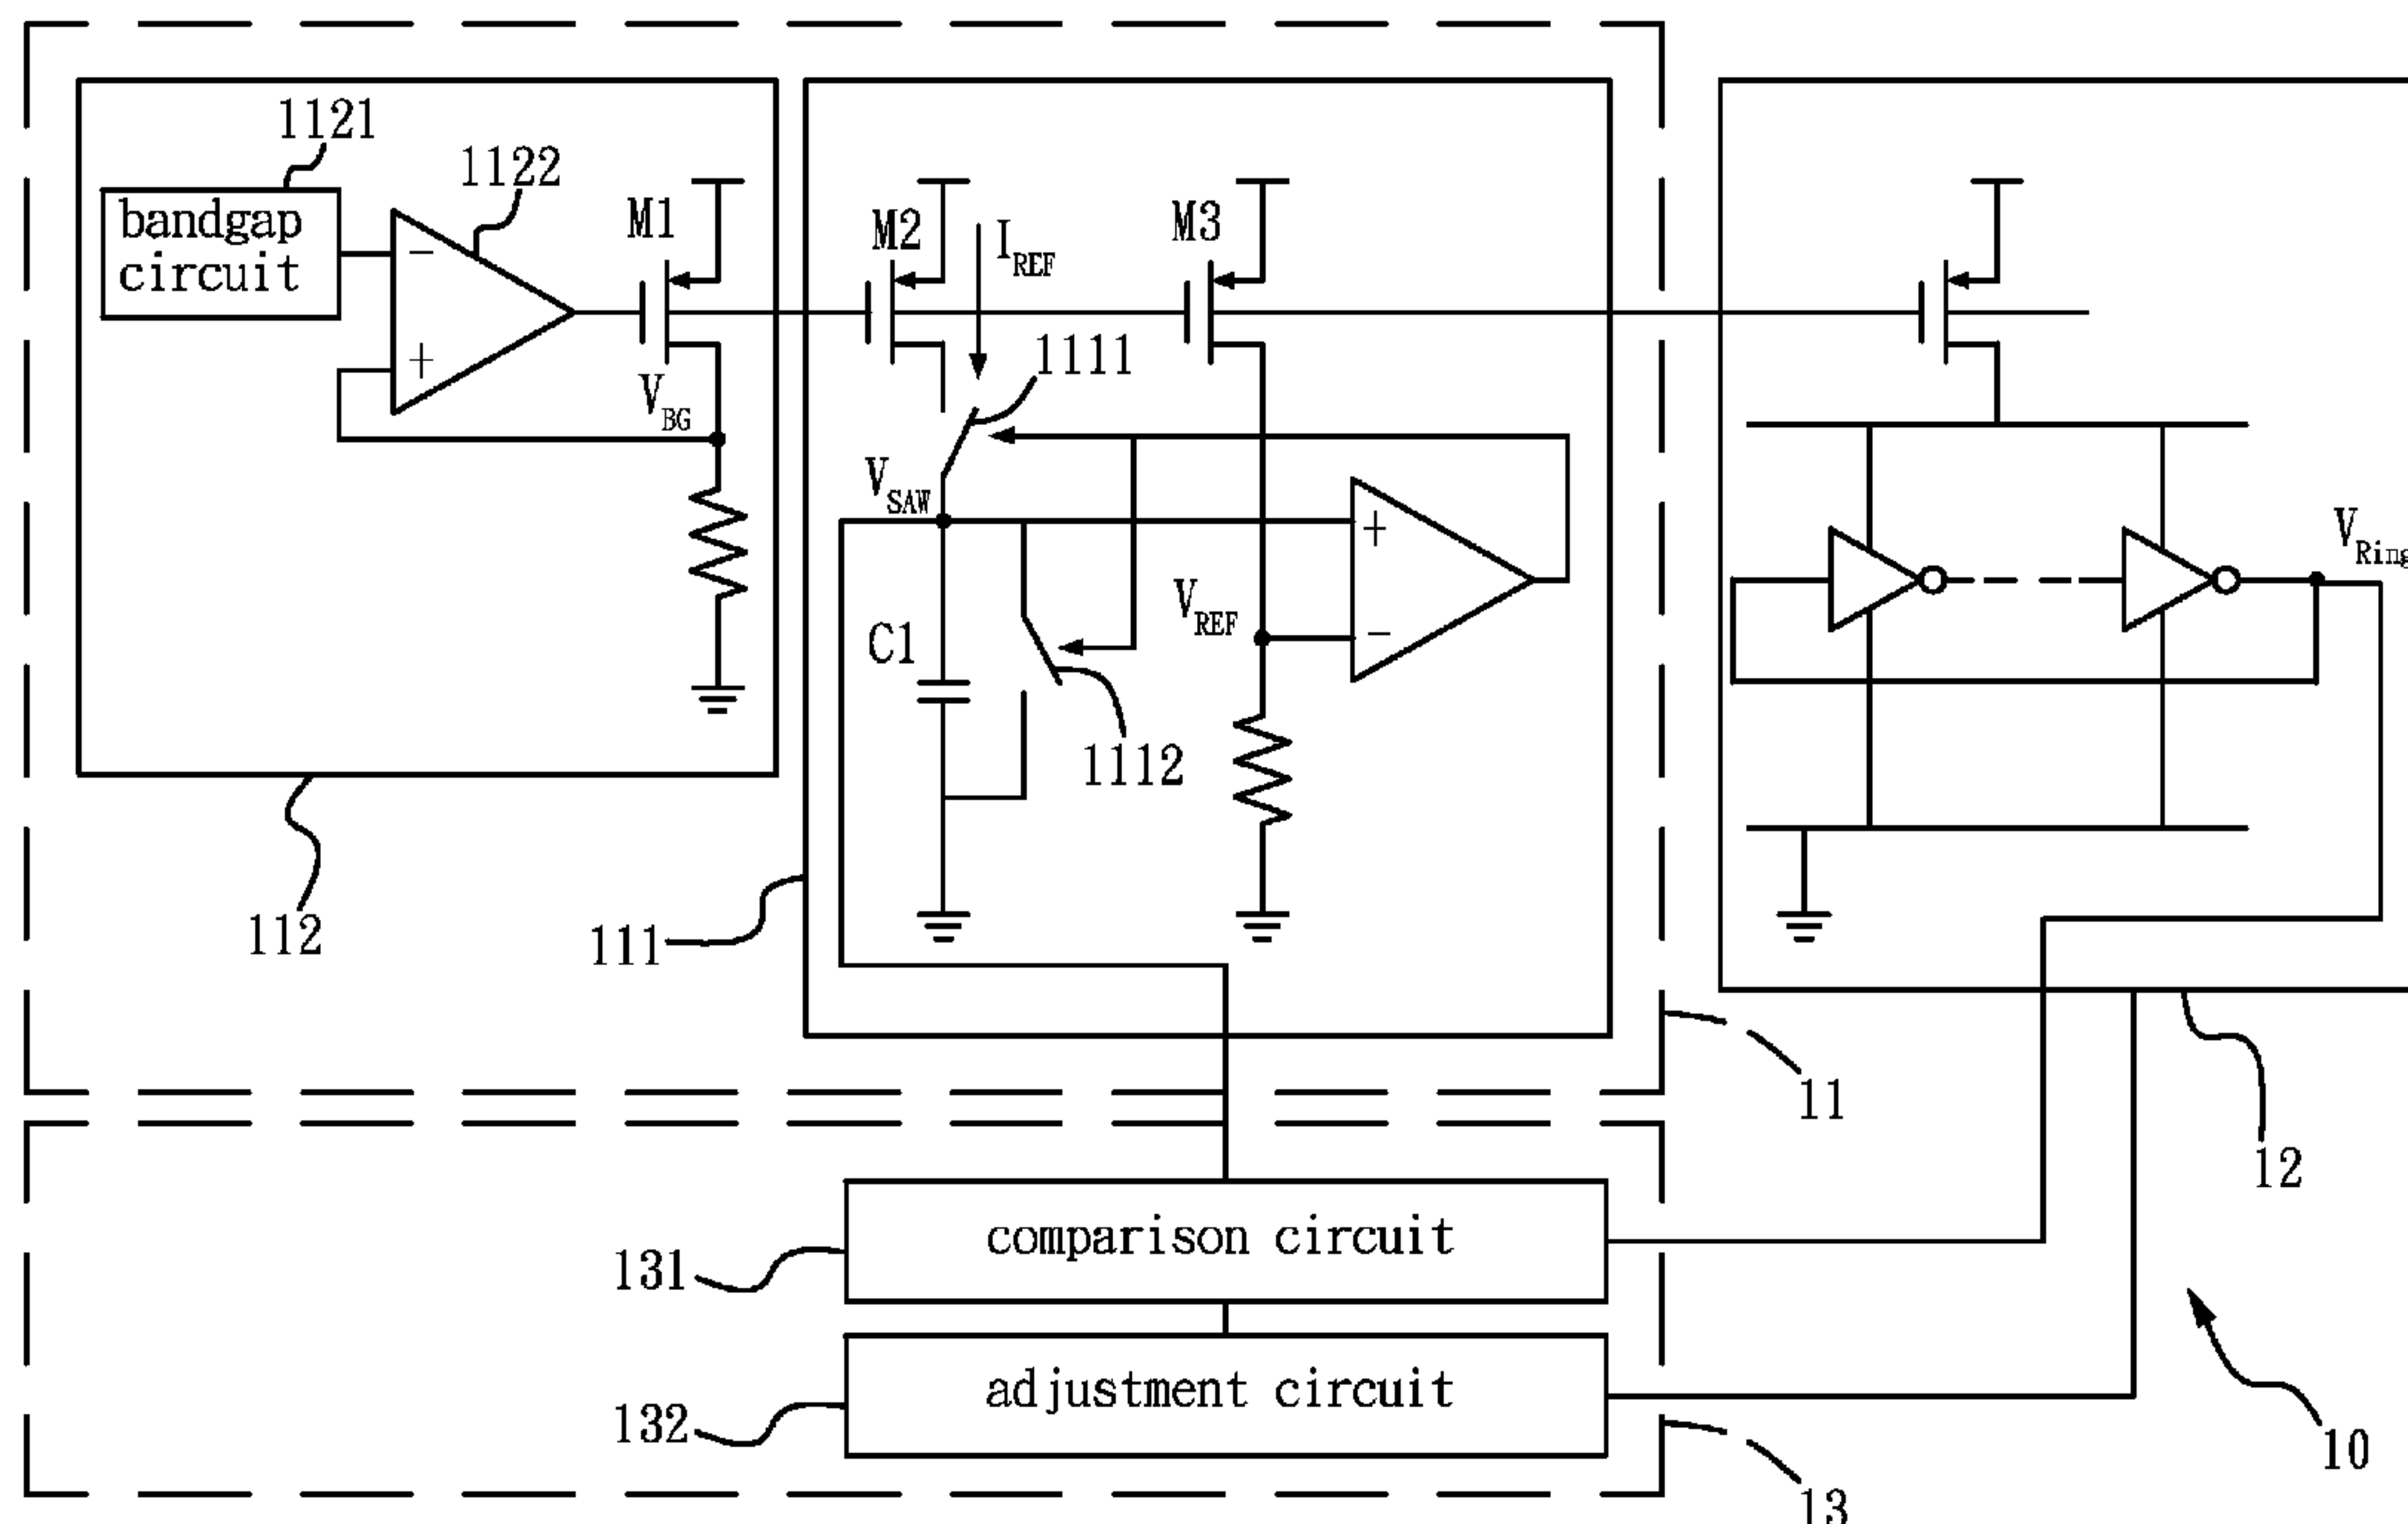 1121
1122
bandgap
circuit
−
+
M1
V_BG
M2
I_REF
M3
1111
V_SAW
+
−
V_REF
C1
1112
V_Ring
112
111
11
12
comparison circuit
131
adjustment circuit
132
10
13